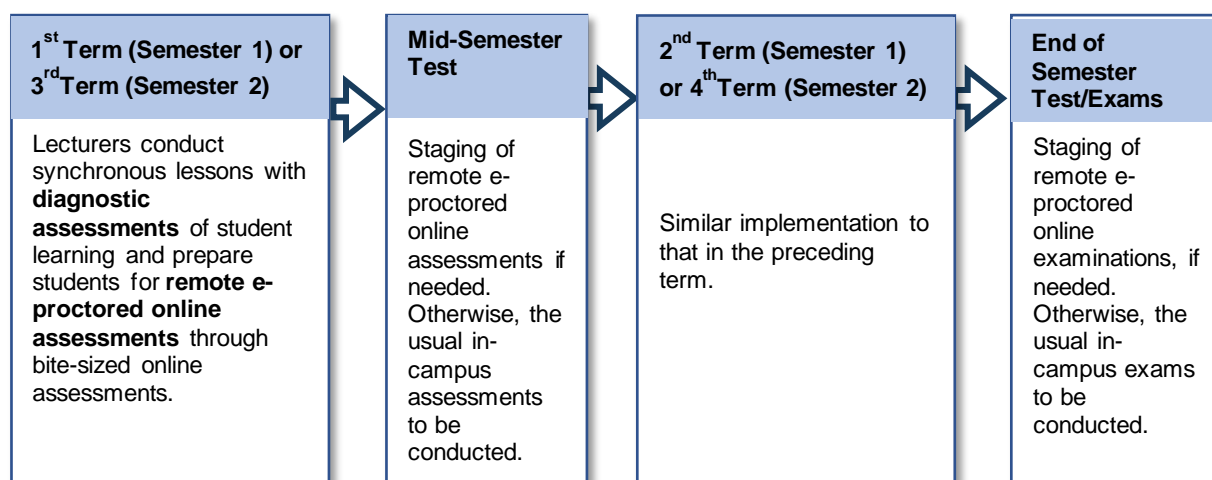 1st Term (Semester 1) or
3rd Term (Semester 2)
Lecturers conduct
synchronous lessons with
diagnostic
assessments of student
learning and prepare
students for remote e-
proctored online
assessments through
bite-sized online
assessments.
Mid-Semester
Test
Staging of
remote e-
proctored
online
assessments if
needed.
Otherwise, the
usual in-
campus
assessments
to be
conducted.
2nd Term (Semester 1)
or 4th Term (Semester 2)
Similar implementation to
that in the preceding
term.
End of
Semester
Test/Exams
Staging of
remote e-
proctored
online
examinations, if
needed.
Otherwise, the
usual in-
campus exams
to be
conducted.